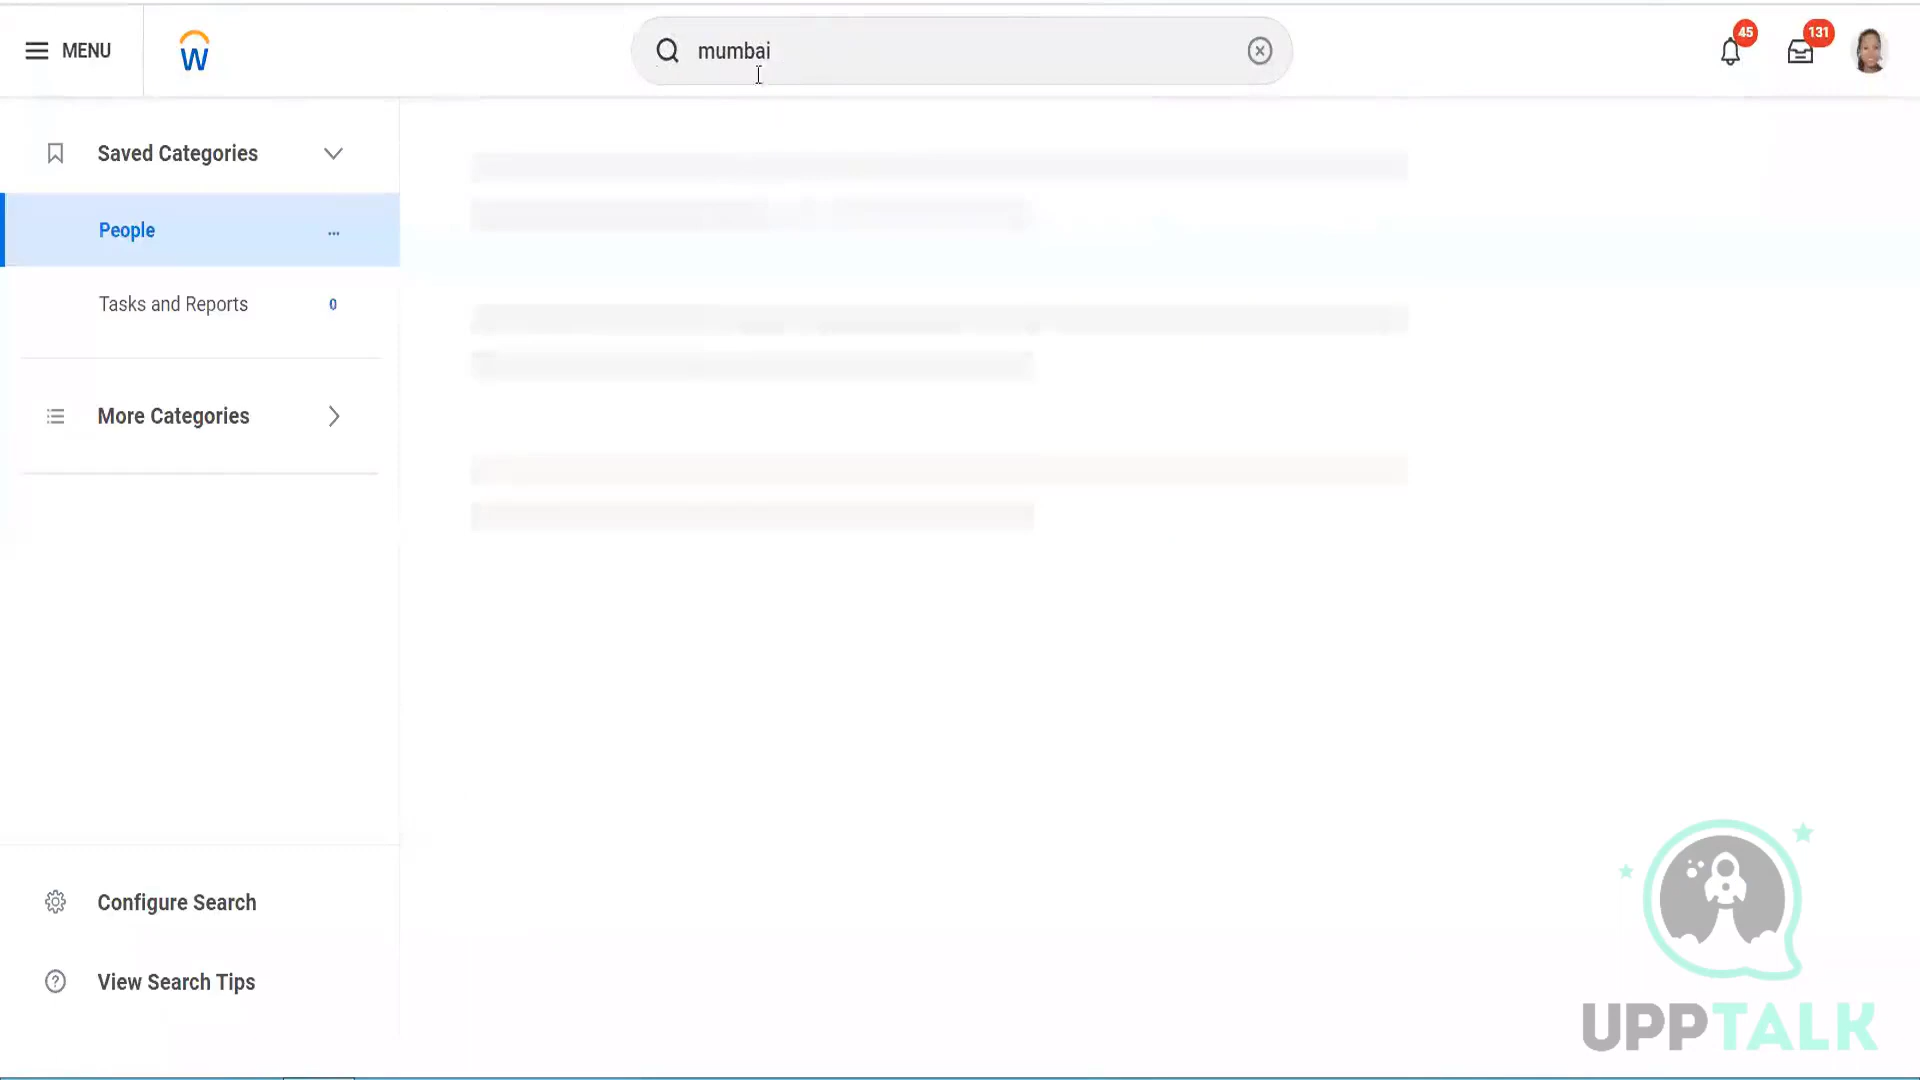 MENU
W
mumbai
45
131
Saved Categories
People
...
Tasks and Reports
0
More Categories
Configure Search
?
View Search Tips
UPPTALK